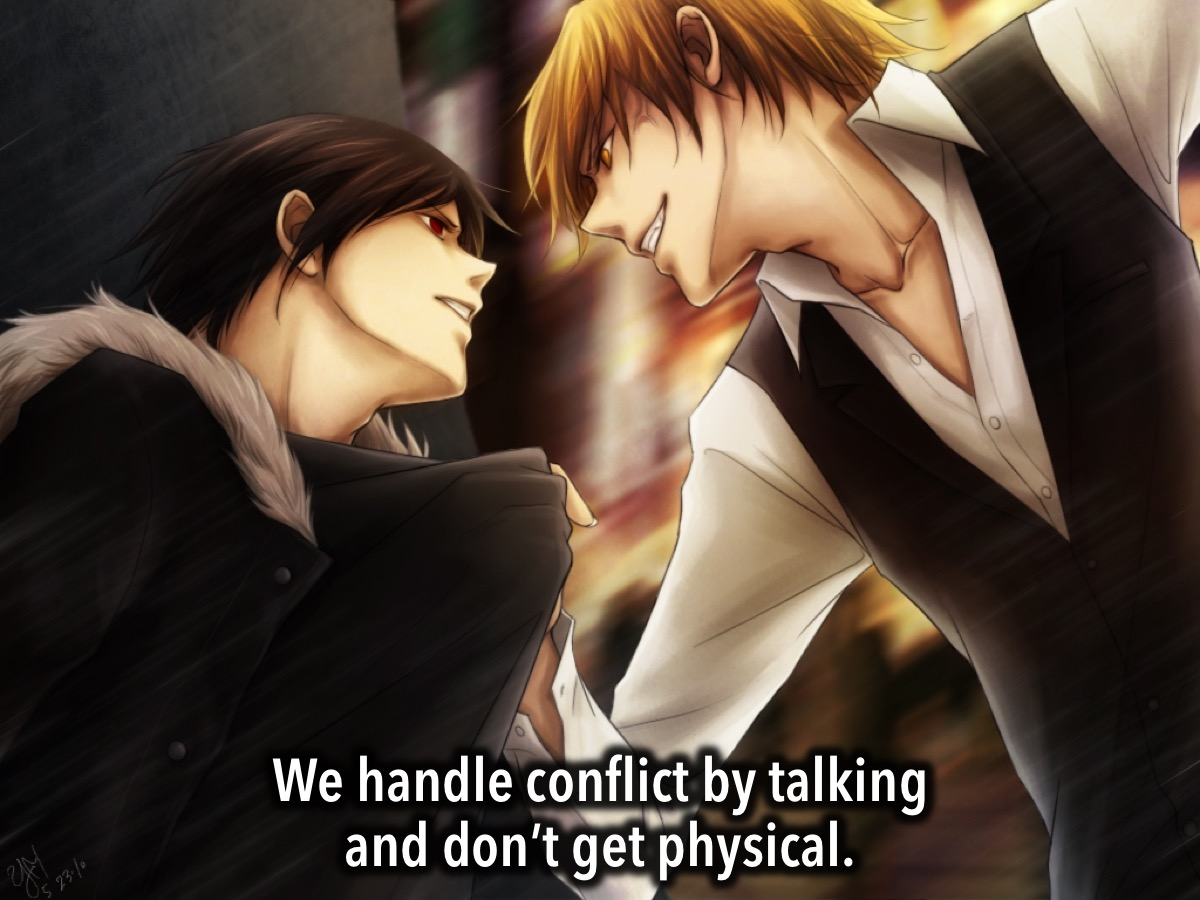 We handle conflict by talking
and don’t get physical.